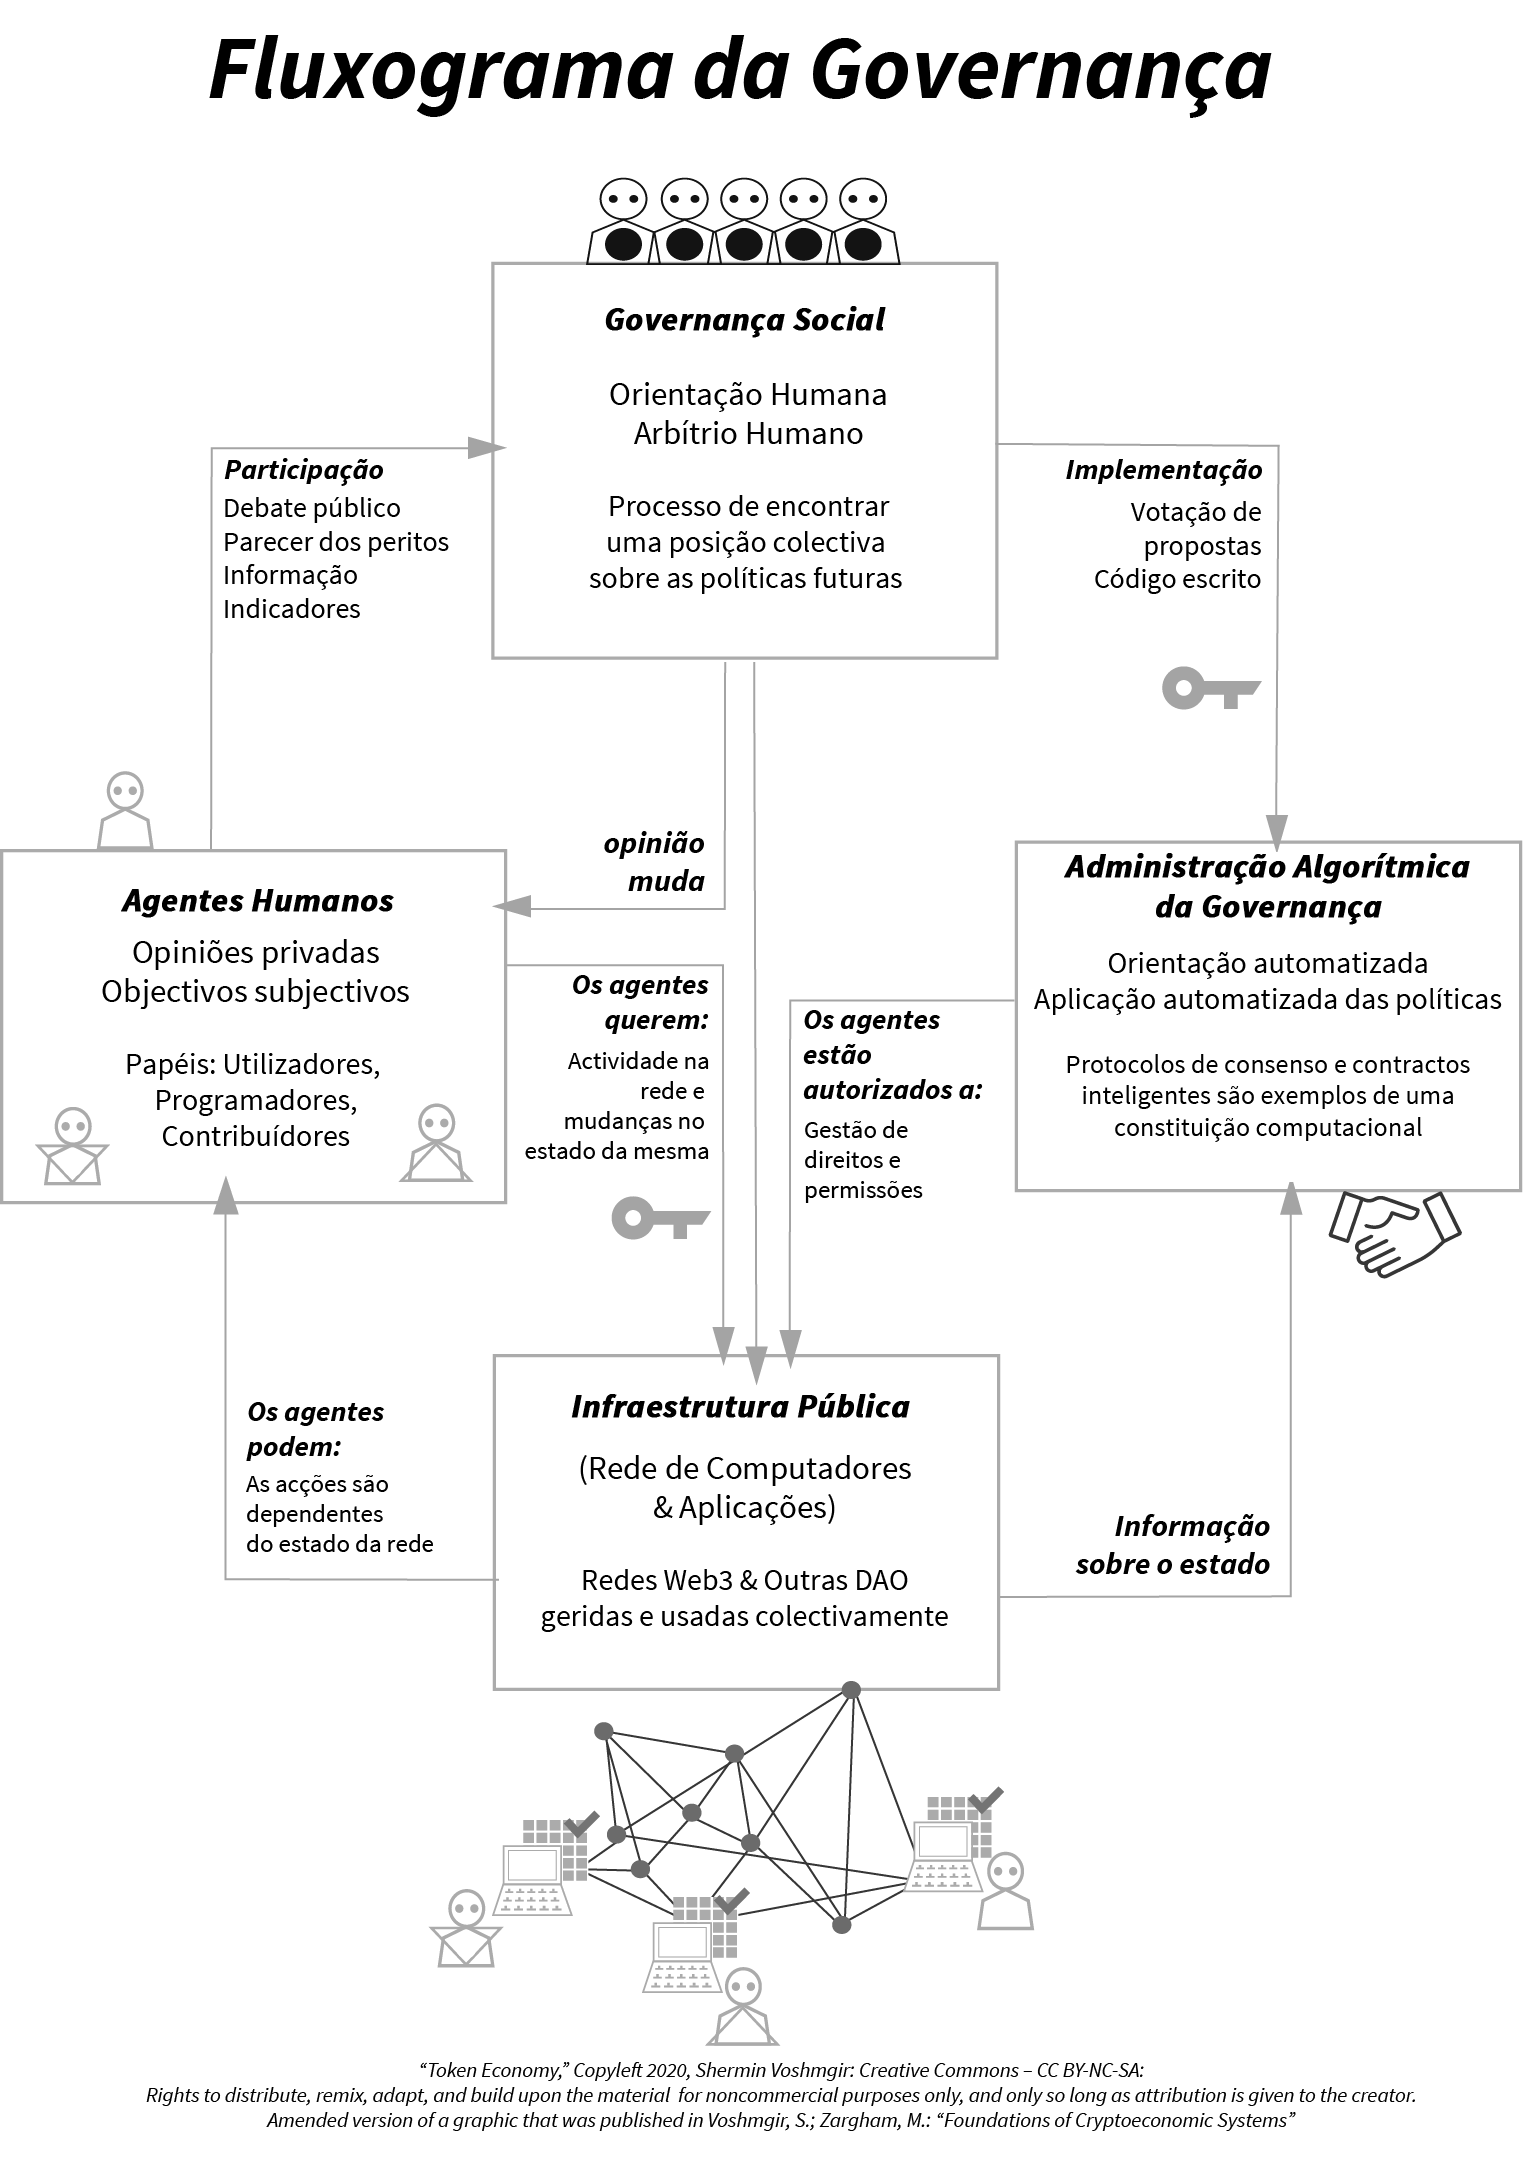 Fluxograma da Governança
Governança Social
Orientação Humana
Arbítrio Humano
Processo de encontrar
uma posição colectiva
sobre as políticas futuras
Participação
Debate público
Parecer dos peritos
Informação
Indicadores
Implementação
Votação de
propostas
Código escrito
opinião
muda
Agentes Humanos
Opiniões privadas
Objectivos subjectivos
Papéis: Utilizadores,
Programadores,
Contribuídores
Administração Algorítmica
da Governança
Orientação automatizada
Aplicação automatizada das políticas
Protocolos de consenso e contractos
inteligentes são exemplos de uma
constituição computacional
Os agentes
querem:
Actividade na
rede e
mudanças no
estado da mesma
Os agentes
estão
autorizados a:
Gestão de
direitos e
permissões
Os agentes
podem:
As acções são
dependentes
do estado da rede
Infraestrutura Pública
(Rede de Computadores
& Aplicações)
Redes Web3 & Outras DAO
geridas e usadas colectivamente
Informação
sobre o estado
“Token Economy,” Copyleft 2020, Shermin Voshmgir: Creative Commons – CC BY-NC-SA:
Rights to distribute, remix, adapt, and build upon the material for noncommercial purposes only, and only so long as attribution is given to the creator.
Amended version of a graphic that was published in Voshmgir, S.; Zargham, M.: “Foundations of Cryptoeconomic Systems”